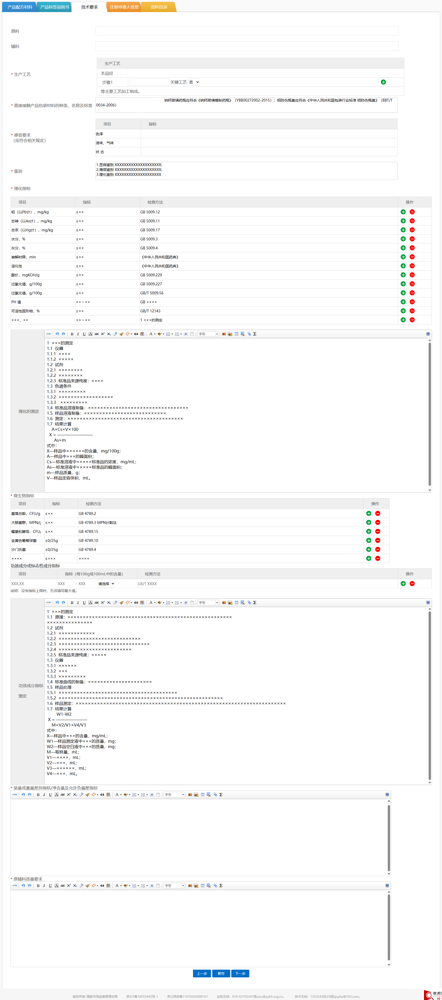 产品配方材料 产品标签说明书 技术要求 注册申请人信息 资料目录
原料
辅料
生产工艺
* 生产工艺
本品经
步骤1 关键工艺 否
等主要工艺加工制成。
* 直接接触产品包装材料的种类、名称及标准
钠钙玻璃药瓶应符合《钠钙玻璃模制药瓶》（YBB00272002-2015）；铝防伪瓶盖应符合《中华人民共和国包装行业标准 铝防伪瓶盖》（BBT/T
0034-2006）
项目 指标
* 感官要求
（应符合相关规定）
色泽
滋味、气味
状 态
* 鉴别
1.显微鉴别 XXXXXXXXXXXXXXXXXXXX;
2.薄层鉴别 XXXXXXXXXXXXXXXXXXXX;
3.理化鉴别 XXXXXXXXXXXXXXXXXXXX
* 理化指标
项目 指标 检测方法 操作
铅（以Pb计），mg/kg ≤×× GB 5009.12
总砷（以As计），mg/kg ≤×× GB 5009.11
总汞（以Hg计），mg/kg ≤×× GB 5009.17
水分，% ≤×× GB 5009.3
灰分，% ≤×× GB 5009.4
崩解时限，min ≤×× 《中华人民共和国药典》
溶化性 ≤×× 《中华人民共和国药典》
酸价，mgKOH/g ≤×× GB 5009.229
过氧化值，g/100g ≤×× GB 5009.227
过氧化值，g/100g ≤×× GB/T 5009.56
PH 值 ××～×× GB ××××
可溶性固形物，% ≥×× GB/T 12143
×××，×× ××～×× 1 ×××的测定
HTML 字号
理化的测定
1 ×××的测定
1.1 仪器
1.1.1 ××××
1.1.2 ×××××
1.2 试剂
1.2.1 ××××××××
1.2.2 ××××××××
1.2.3 标准品来源纯度：××××
1.3 色谱条件
1.3.1 ×××××××××
1.3.2 ××××××××××××××××××
1.3.3 ×××××××××
1.4 标准品溶液制备：×××××××××××××××××××××××××××××××××
1.5 样品溶液制备：×××××××××××××××××××××××××××
1.6 测定：××××××××××××××××××××××××××××××××××××××
1.7 结果计算
A×Cs×V×100
X = ————————
As×m
式中：
X—样品中××××××的含量，mg/100g；
A—样品中×××的峰面积；
Cs—标准溶液中×××××标准品的浓度，mg/mL；
As—标准溶液中×××××标准品的峰面积；
m—样品质量，g；
V—样品定容体积，mL。
* 微生物指标
项目 指标 检测方法 操作
菌落总数，CFU/g ≤×× GB 4789.2
大肠菌群，MPN/g ≤×× GB 4789.3 MPN计数法
霉菌和酵母，CFU/ ≤×× GB 4789.15
金黄色葡萄球菌 ≤0/25g GB 4789.10
沙门氏菌 ≤0/25g GB 4789.4
×××× ≤××× ××××
功效成分或标志性成分指标
项目 指标（每100g或100mL中的含量） 检测方法 操作
XXX,XX XXX - XXX 请选择 GB/T XXXX
说明：没有指标上限时，无须填写最大值。
HTML 字号
功效成分指标
测定
1 ×××的测定
1.1 原理：××××××××××××××××××××××××××××××××××××××××××××××××××××××
×××××××××××××××
1.2 试剂
1.2.1 ××××××××××××
1.2.2 ×××××××××××××××××××××××××××
1.2.3 ××××××××××××××××××××××××××××××
1.2.4 ××××××××××××××××××××××××
1.2.5 标准品来源纯度：×××××
1.3 仪器
1.3.1 ××××××
1.3.2 ×××
1.3.3 ×××××××××
1.4 标准曲线的制备：×××××××××××××××××××××
1.5 样品处理
1.5.1 ×××××××××××××××××××××××××××××××××××××××
1.5.2 ××××××××××××××××××××××××××××××××××××××××××××××××××××××
1.6 样品测定：×××××××××××××××××××××××××××××××××××××××××××××××××××××××××××××××××××××
1.7 结果计算
W1-W2
X = ———————
M×V2/V1×V4/V3
式中：
X—样品中×××的含量，mg/mL；
W1—样品测定液中×××的质量，mg；
W2—样品空白液中×××的质量，mg；
M—取样量，mL；
V1—××××，mL；
V2—×××，mL；
V3—××××××，mL；
V4—×××，mL。
* 装量或重量差异指标/净含量及允许负偏差指标
HTML 字号
* 原辅料质量要求
HTML 字号
上一步 暂存 下一步
版权所有: 国家市场监督管理总局 京ICP备16053442号-1 京公网安备11010202008101 业务支持：010-63702341或zxzc@zybh.org.cn。 技术支持：13522438625或bjspba@163.com。
政府
找